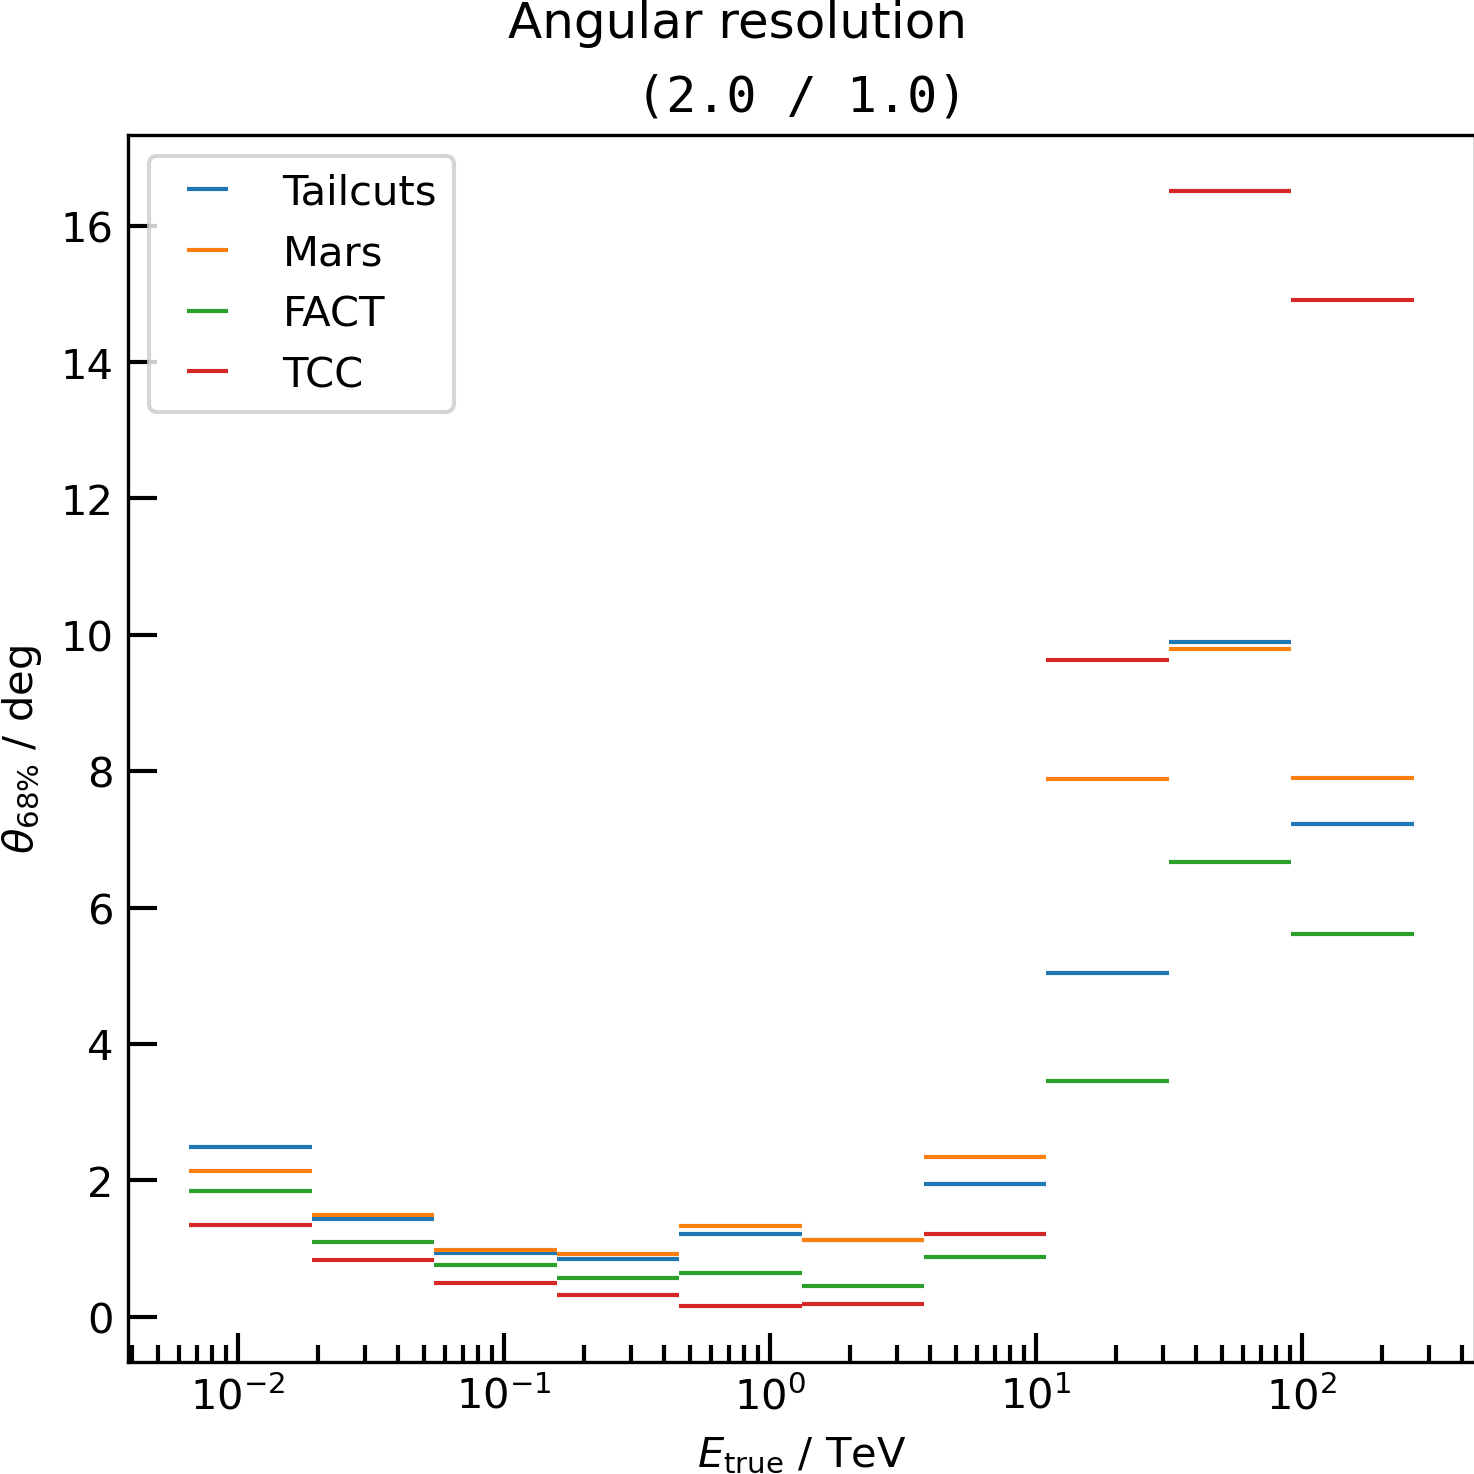 Angular resolution
(2.0 / 1.0)
Tailcuts
Mars
FACT
TCC
16
14
12
10
8
6
4
2
0
θ68% / deg
10⁻² 10⁻¹ 10⁰ 10¹ 10²
Etrue / TeV